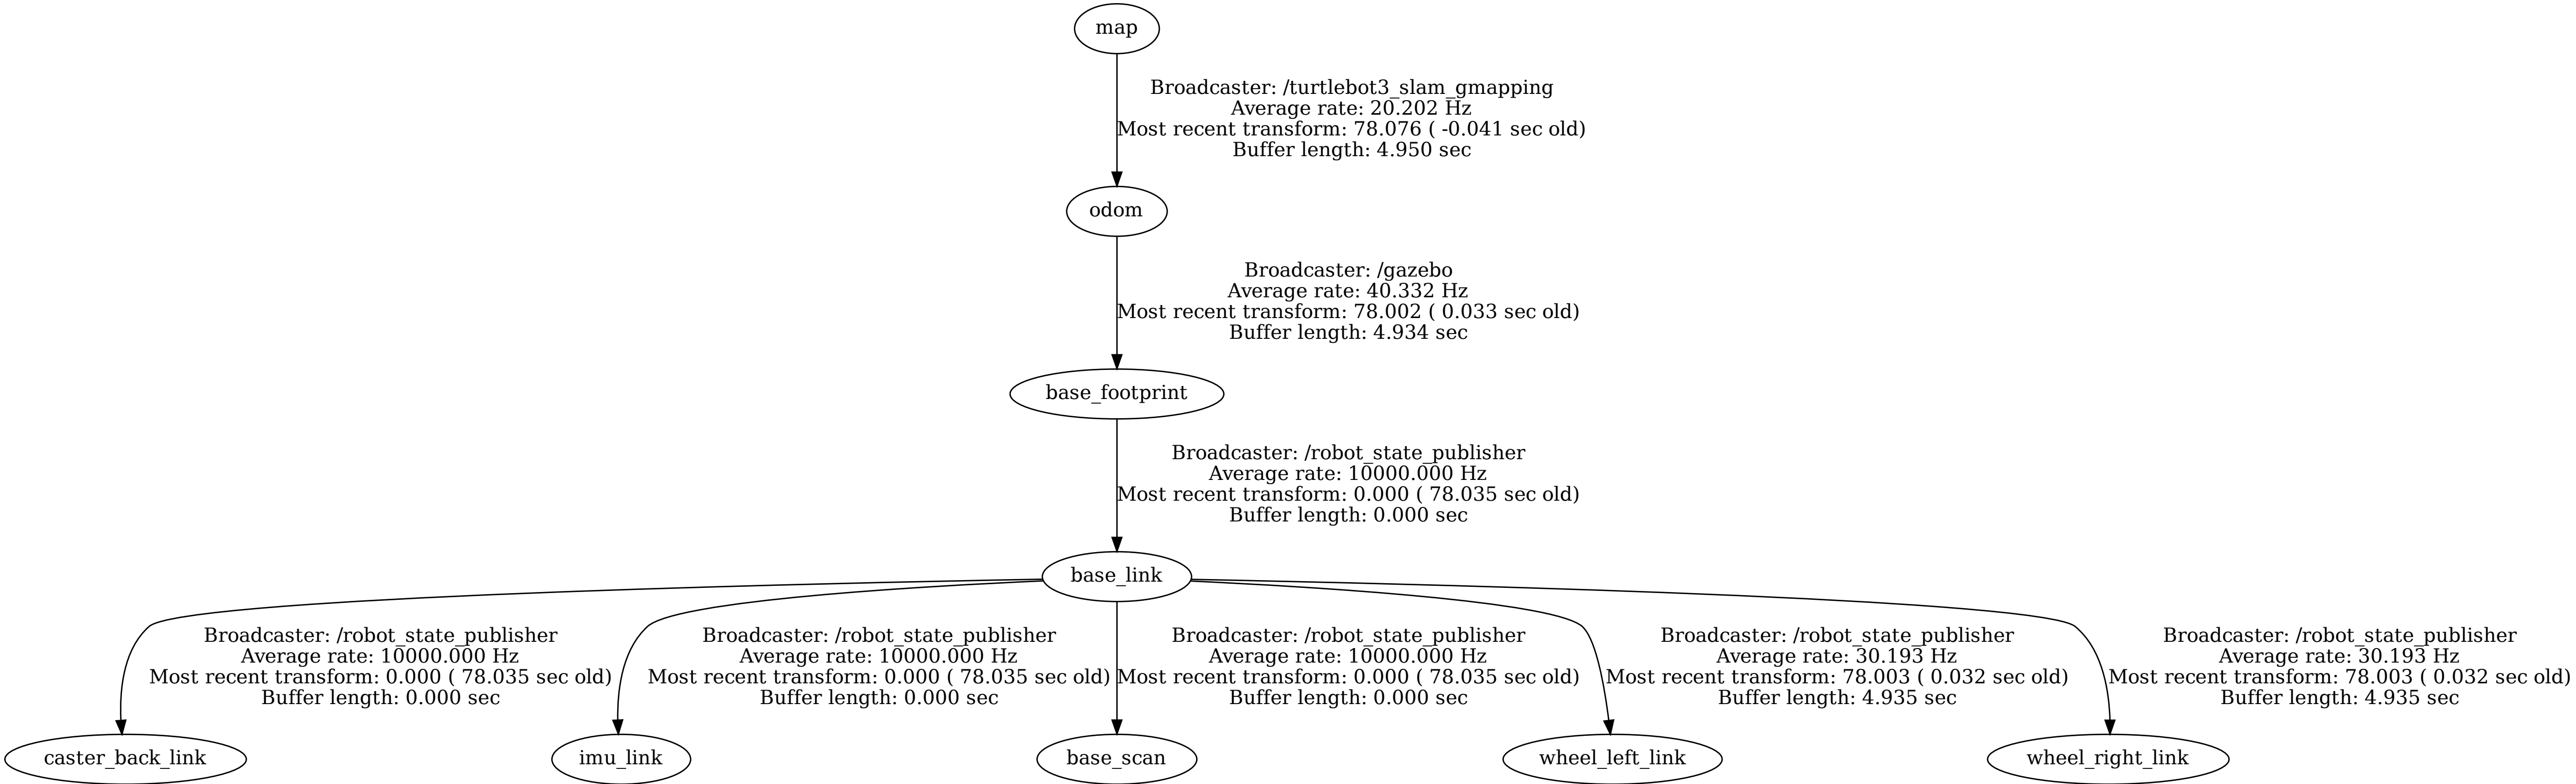 map
Broadcaster: /turtlebot3_slam_gmapping
Average rate: 20.202 Hz
Most recent transform: 78.076 ( -0.041 sec old)
Buffer length: 4.950 sec
odom
Broadcaster: /gazebo
Average rate: 40.332 Hz
Most recent transform: 78.002 ( 0.033 sec old)
Buffer length: 4.934 sec
base_footprint
Broadcaster: /robot_state_publisher
Average rate: 10000.000 Hz
Most recent transform: 0.000 ( 78.035 sec old)
Buffer length: 0.000 sec
base_link
Broadcaster: /robot_state_publisher
Average rate: 10000.000 Hz
Most recent transform: 0.000 ( 78.035 sec old)
Buffer length: 0.000 sec
Broadcaster: /robot_state_publisher
Average rate: 10000.000 Hz
Most recent transform: 0.000 ( 78.035 sec old)
Buffer length: 0.000 sec
Broadcaster: /robot_state_publisher
Average rate: 10000.000 Hz
Most recent transform: 0.000 ( 78.035 sec old)
Buffer length: 0.000 sec
Broadcaster: /robot_state_publisher
Average rate: 30.193 Hz
Most recent transform: 78.003 ( 0.032 sec old)
Buffer length: 4.935 sec
Broadcaster: /robot_state_publisher
Average rate: 30.193 Hz
Most recent transform: 78.003 ( 0.032 sec old)
Buffer length: 4.935 sec
caster_back_link
imu_link
base_scan
wheel_left_link
wheel_right_link